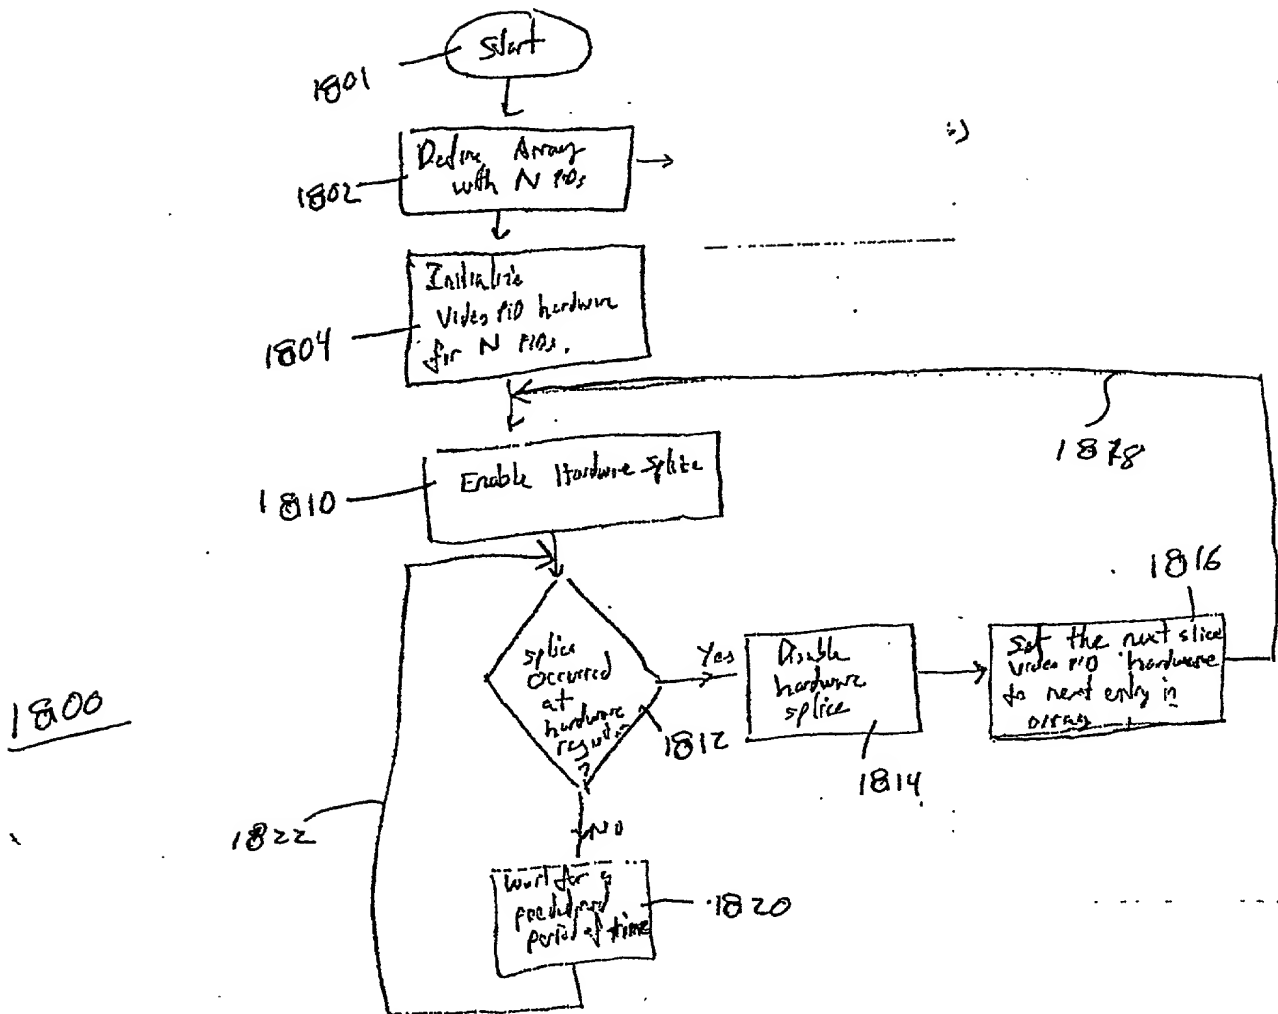 Start
1801
Define Array
with N PIDs
1802
Initialize
Video PID hardware
for N PIDs.
1804
1878
Enable Hardware Splice
1810
1816
splice
occurred
at
hardware
Yes
Disable
hardware
splice
Set the next slice
video PID hardware
to next entry in
array
1800
1812
1814
NO
1822
Wait for a
period of time
1820